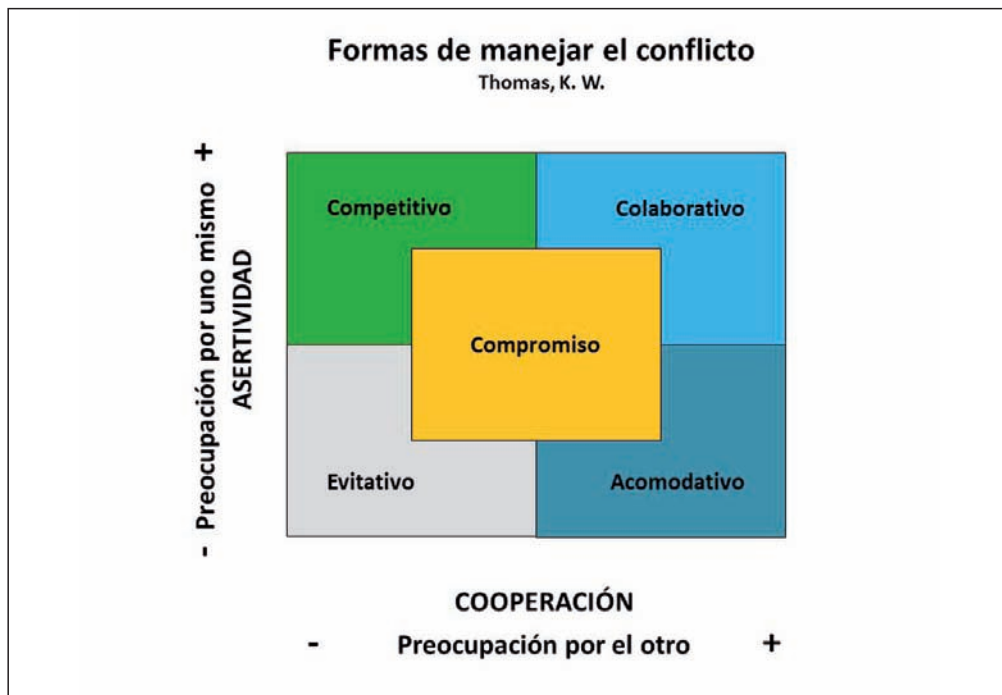 Formas de manejar el conflicto
Thomas, K. W.
- Preocupación por uno mismo +
ASERTIVIDAD
Competitivo
Colaborativo
Compromiso
Evitativo
Acomodativo
COOPERACIÓN
- Preocupación por el otro +